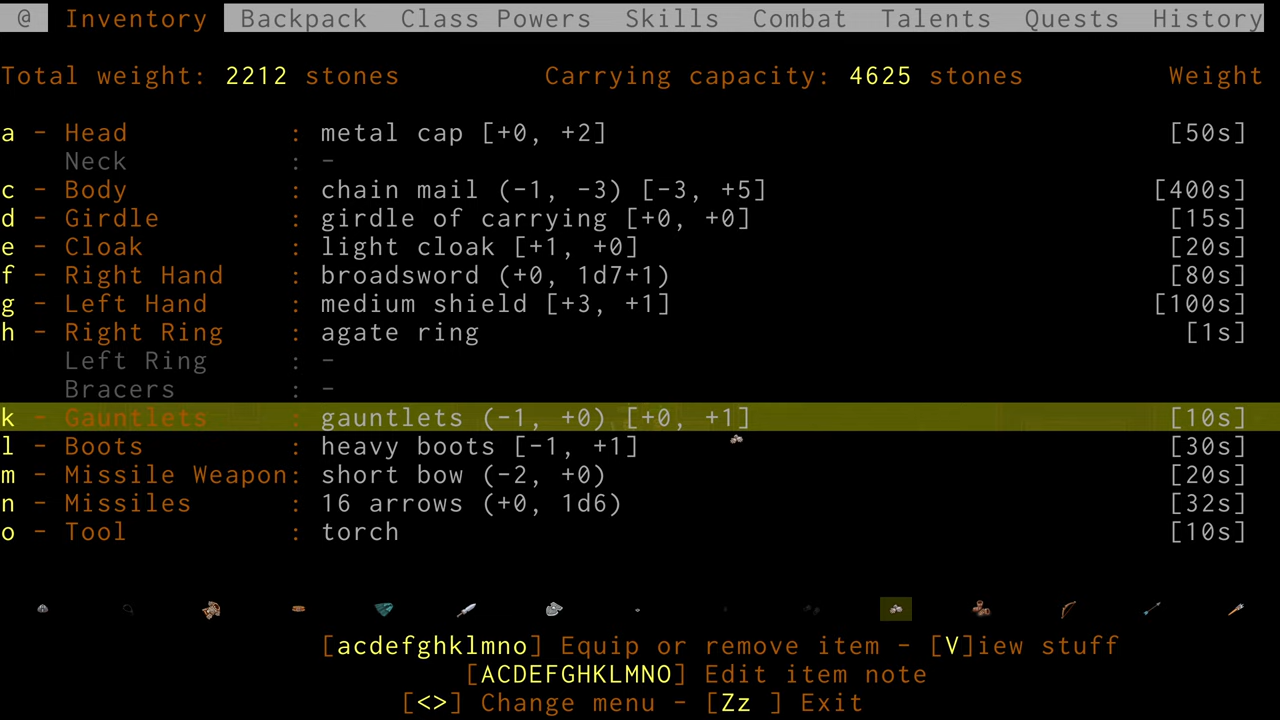 @ Inventory Backpack Class Powers Skills Combat Talents Quests History
Total weight: 2212 stones Carrying capacity: 4625 stones Weight
a - Head : metal cap [+0, +2] [50s]
Neck : -
c - Body : chain mail (-1, -3) [-3, +5] [400s]
d - Girdle : girdle of carrying [+0, +0] [15s]
e - Cloak : light cloak [+1, +0] [20s]
f - Right Hand : broadsword (+0, 1d7+1) [80s]
g - Left Hand : medium shield [+3, +1] [100s]
h - Right Ring : agate ring [1s]
Left Ring : -
Bracers : -
k - Gauntlets : gauntlets (-1, +0) [+0, +1] [10s]
l - Boots : heavy boots [-1, +1] [30s]
m - Missile Weapon: short bow (-2, +0) [20s]
n - Missiles : 16 arrows (+0, 1d6) [32s]
o - Tool : torch [10s]
[acdefghklmno] Equip or remove item - [V]iew stuff
[ACDEFGHKLMNO] Edit item note
[<>] Change menu - [Zz ] Exit